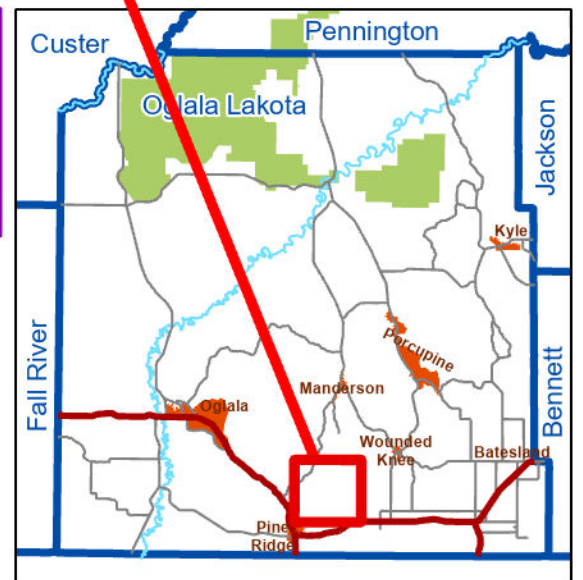 Custer
Pennington
Oglala Lakota
Jackson
Kyle
Fall River
Porcupine
Manderson
Oglala
Bennett
Wounded
Knee
Batesland
Pine
Ridge